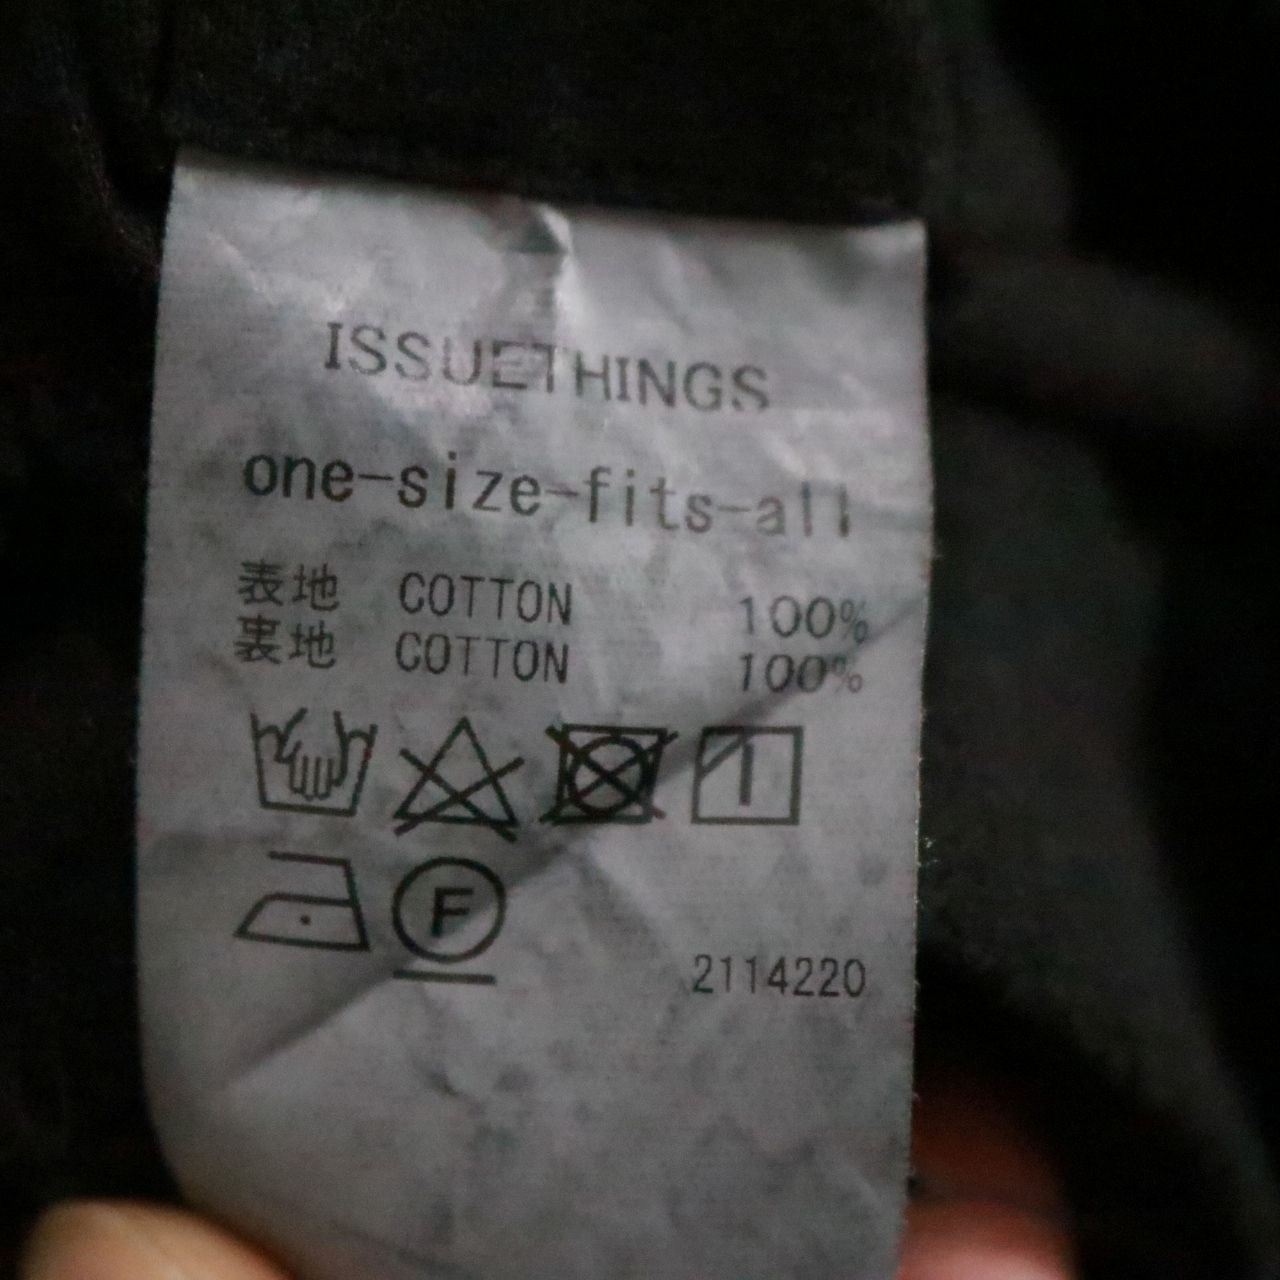 ISSUETHINGS
one-size-fits-all
表地 COTTON 100%
裏地 COTTON 100%
F
2114220